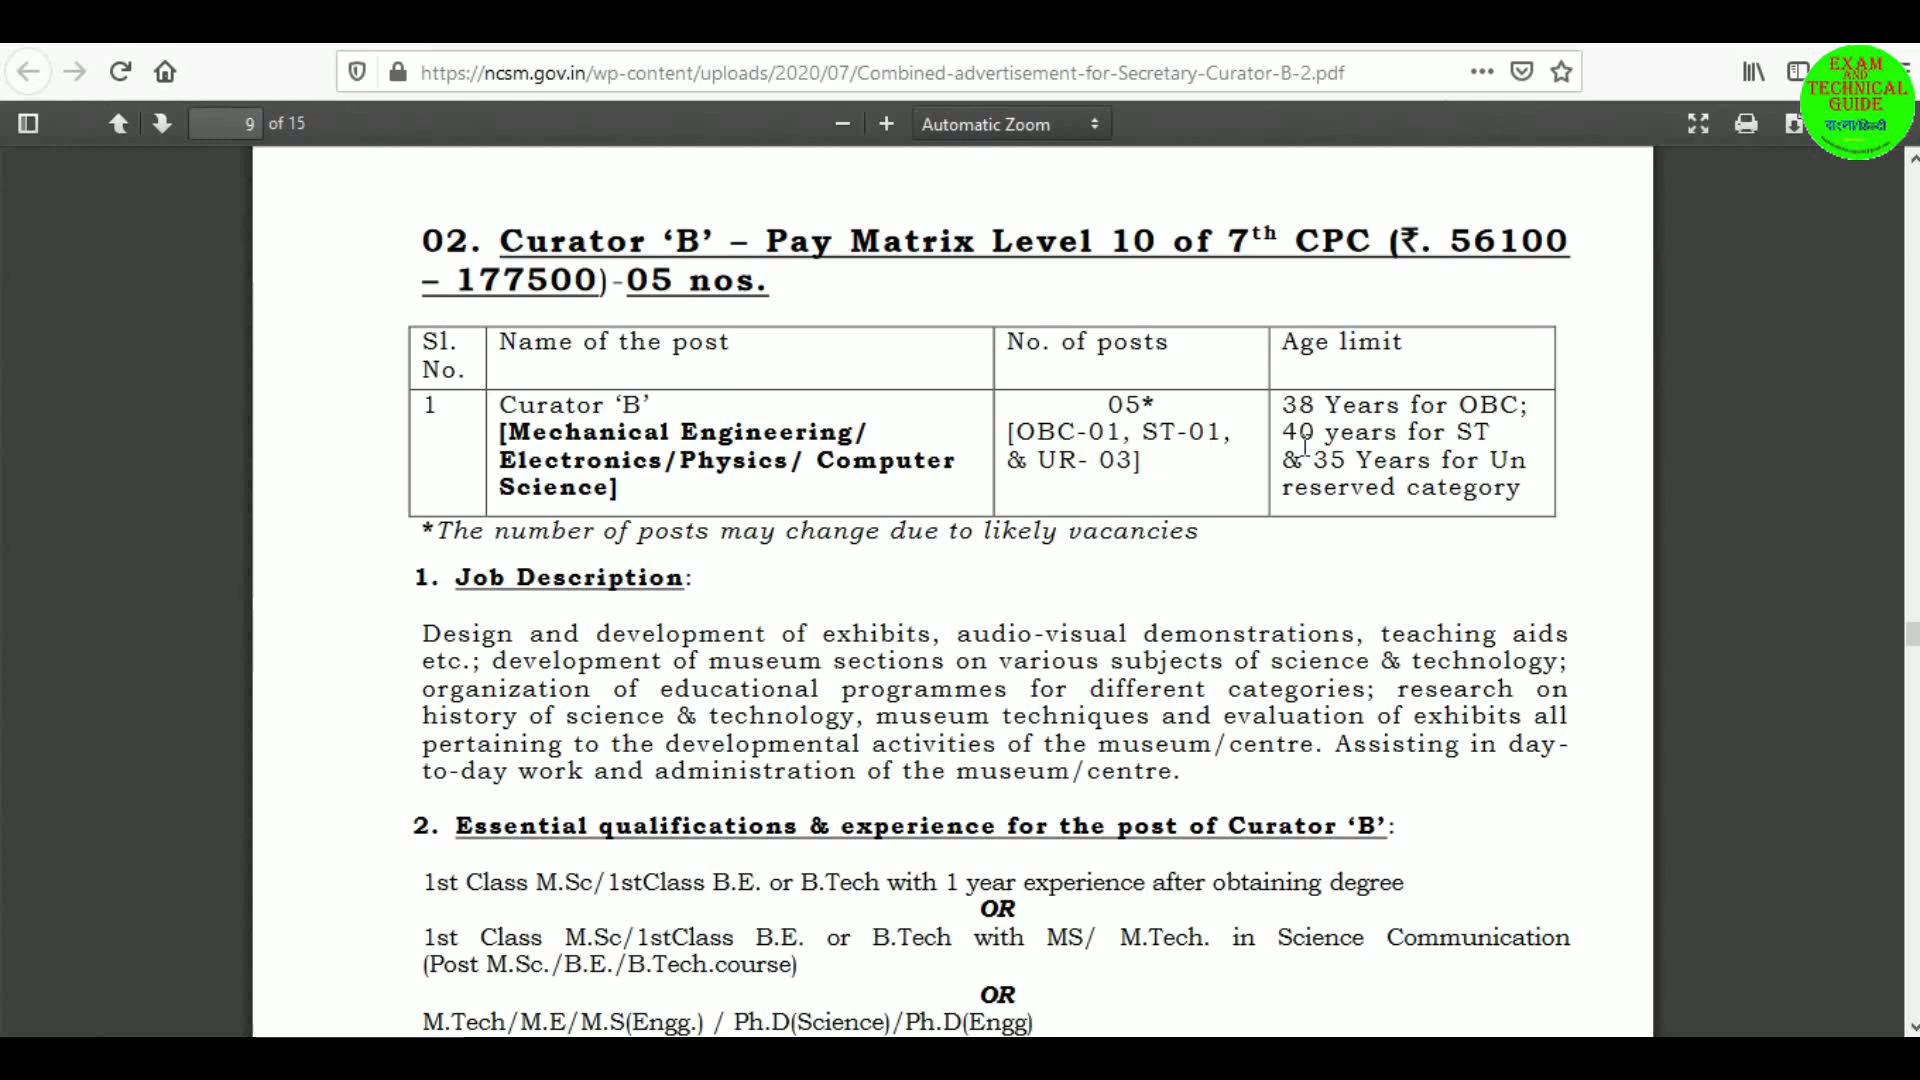 https://ncsm.gov.in/wp-content/uploads/2020/07/Combined-advertisement-for-Secretary-Curator-B-2.pdf
EXAM
AND
TECHNICAL
GUIDE
বাংলা/हिन्दी
9 of 15
Automatic Zoom
02. Curator ‘B’ – Pay Matrix Level 10 of 7th CPC (₹. 56100
– 177500)-05 nos.
Sl. No. Name of the post No. of posts Age limit
1 Curator ‘B’ 05* 38 Years for OBC;
[Mechanical Engineering/ [OBC-01, ST-01, 40 years for ST
Electronics/Physics/ Computer & UR- 03] & 35 Years for Un
Science] reserved category
*The number of posts may change due to likely vacancies
1. Job Description:
Design and development of exhibits, audio-visual demonstrations, teaching aids
etc.; development of museum sections on various subjects of science & technology;
organization of educational programmes for different categories; research on
history of science & technology, museum techniques and evaluation of exhibits all
pertaining to the developmental activities of the museum/centre. Assisting in day-
to-day work and administration of the museum/centre.
2. Essential qualifications & experience for the post of Curator ‘B’:
1st Class M.Sc/1stClass B.E. or B.Tech with 1 year experience after obtaining degree
OR
1st Class M.Sc/1stClass B.E. or B.Tech with MS/ M.Tech. in Science Communication
(Post M.Sc./B.E./B.Tech.course)
OR
M.Tech/M.E/M.S(Engg.) / Ph.D(Science)/Ph.D(Engg)